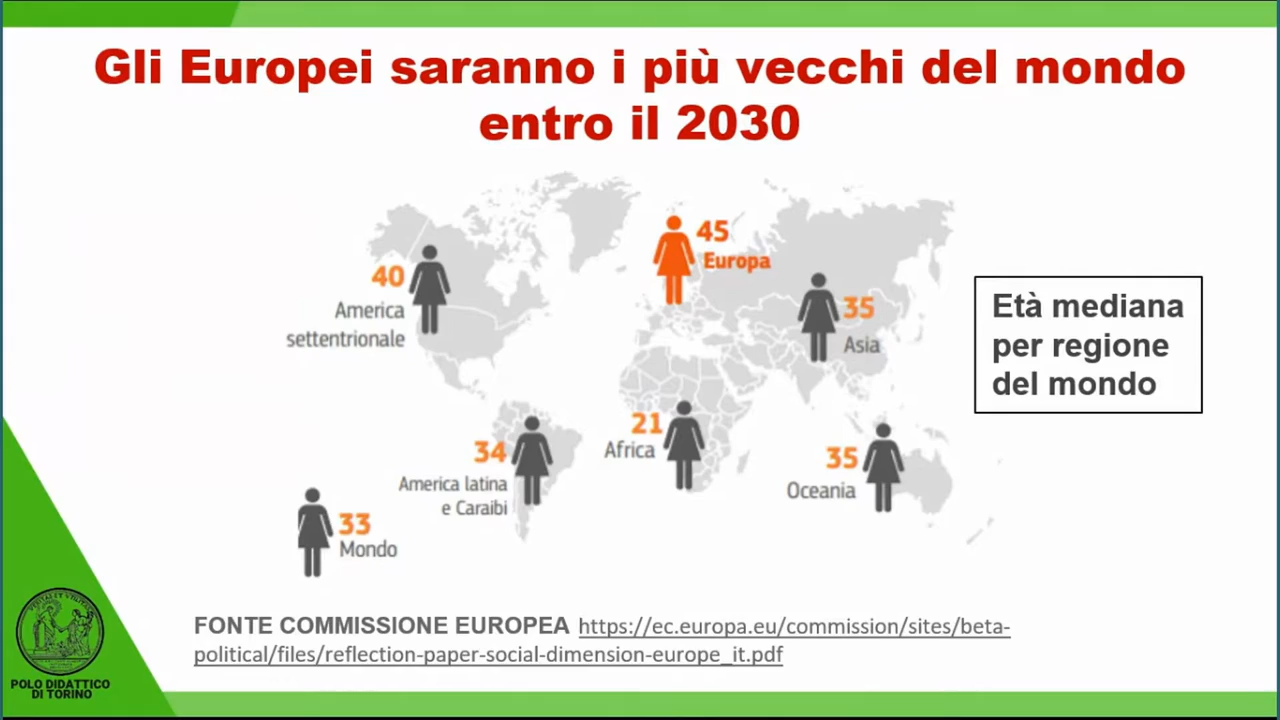 Gli Europei saranno i più vecchi del mondo
entro il 2030
45
Europa
40
America
settentrionale
35
Asia
Età mediana
per regione
del mondo
21
Africa
34
America latina
e Caraibi
35
Oceania
33
Mondo
FONTE COMMISSIONE EUROPEA https://ec.europa.eu/commission/sites/beta-
political/files/reflection-paper-social-dimension-europe_it.pdf
POLO DIDATTICO
DI TORINO